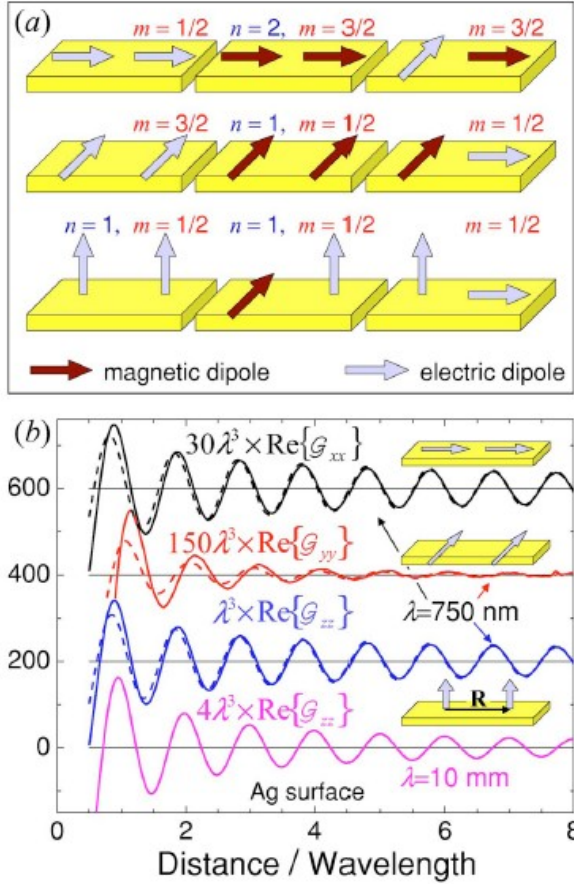 (a)
m = 1/2 n = 2, m = 3/2 m = 3/2
m = 3/2 n = 1, m = 1/2 m = 1/2
n = 1, m = 1/2 n = 1, m = 1/2 m = 1/2
magnetic dipole electric dipole
(b)
30λ³×Re{𝒢xx}
600
150λ³×Re{𝒢yy}
400
λ=750 nm
λ³×Re{𝒢zz}
200
4λ³×Re{𝒢zz}
R
0
Ag surface λ=10 mm
0 2 4 6 8
Distance / Wavelength